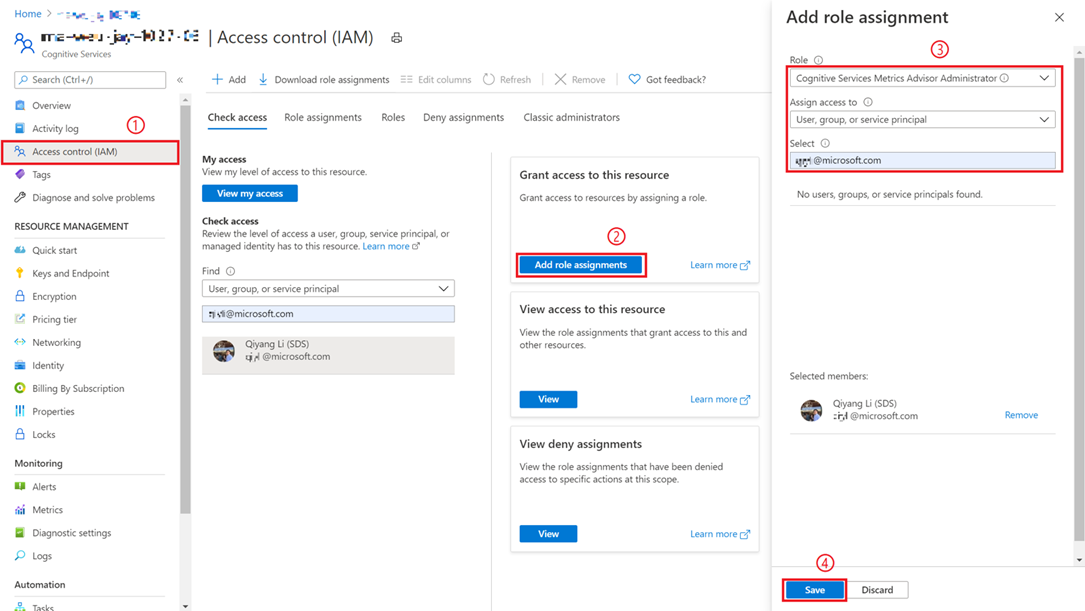 Home >
| Access control (IAM)
Cognitive Services
Search (Ctrl+/)
«
Overview
Activity log
①
Access control (IAM)
Tags
Diagnose and solve problems
RESOURCE MANAGEMENT
Quick start
Keys and Endpoint
Encryption
Pricing tier
Networking
Identity
Billing By Subscription
Properties
Locks
Monitoring
Alerts
Metrics
Diagnostic settings
Logs
Automation
Tasks
Add
Download role assignments
Edit columns
Refresh
Remove
Got feedback?
Check access
Role assignments
Roles
Deny assignments
Classic administrators
My access
View my level of access to this resource.
View my access
Check access
Review the level of access a user, group, service principal, or
managed identity has to this resource. Learn more
Find
User, group, or service principal
@microsoft.com
Qiyang Li (SDS)
@microsoft.com
Grant access to this resource
Grant access to resources by assigning a role.
②
Add role assignments
Learn more
View access to this resource
View the role assignments that grant access to this and
other resources.
View
Learn more
View deny assignments
View the role assignments that have been denied
access to specific actions at this scope.
View
Learn more
Add role assignment
③
Role
Cognitive Services Metrics Advisor Administrator
Assign access to
User, group, or service principal
Select
@microsoft.com
No users, groups, or service principals found.
Selected members:
Qiyang Li (SDS)
@microsoft.com
Remove
④
Save
Discard